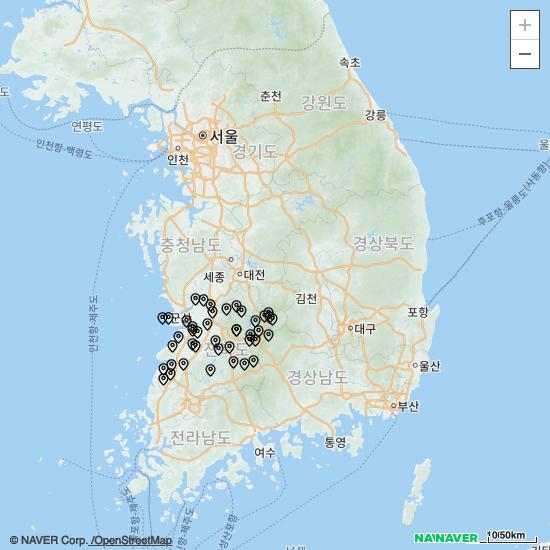 +
−
속초
춘천
강원도
강릉
연평도
서울
인천
경기도
인천항-백령도
울
후포항-울릉도(사동항)
충청남도
경상북도
세종
대전
김천
포항
인천항-제주도
대구
울산
경상남도
부산
전라남도
통영
여수
© NAVER Corp. /OpenStreetMap
NAVER
10/50km